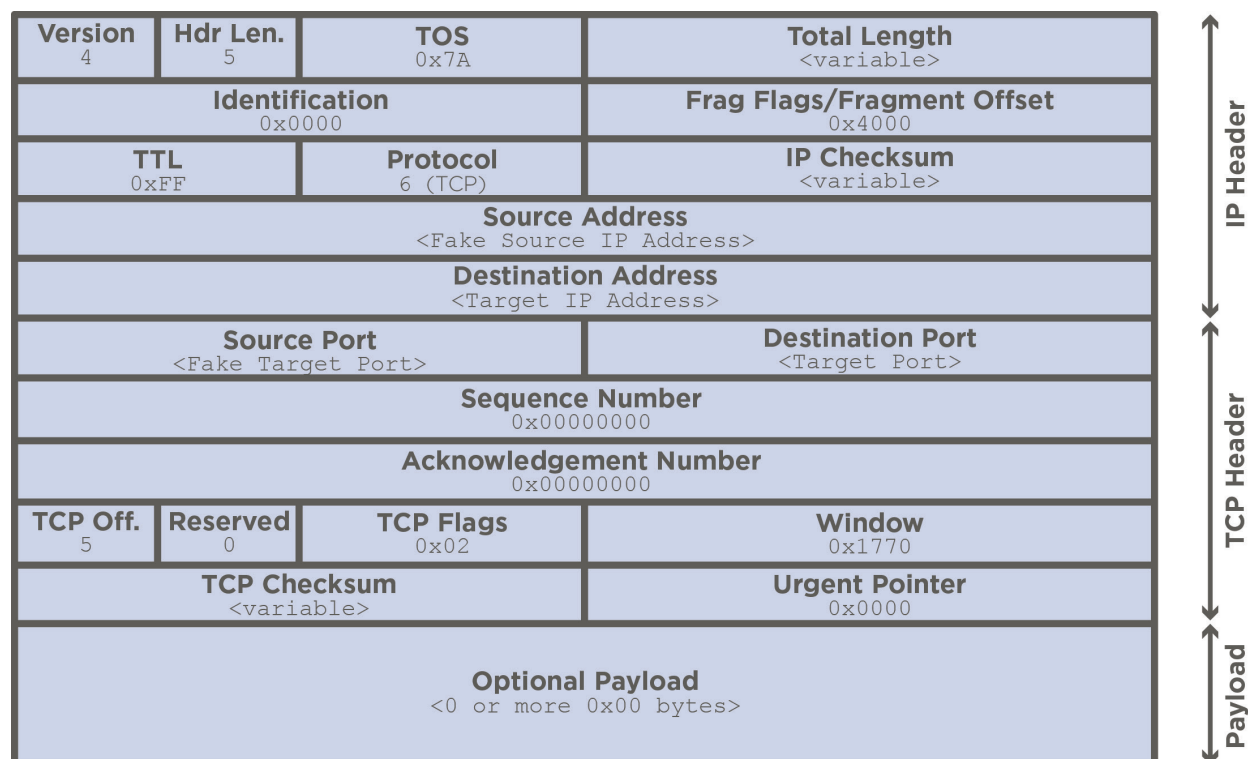 Version
4
Hdr Len.
5
TOS
0x7A
Total Length
<variable>
Identification
0x0000
Frag Flags/Fragment Offset
0x4000
TTL
0xFF
Protocol
6 (TCP)
IP Checksum
<variable>
Source Address
<Fake Source IP Address>
Destination Address
<Target IP Address>
IP Header
Source Port
<Fake Target Port>
Destination Port
<Target Port>
Sequence Number
0x00000000
Acknowledgement Number
0x00000000
TCP Off.
5
Reserved
0
TCP Flags
0x02
Window
0x1770
TCP Checksum
<variable>
Urgent Pointer
0x0000
TCP Header
Optional Payload
<0 or more 0x00 bytes>
Payload